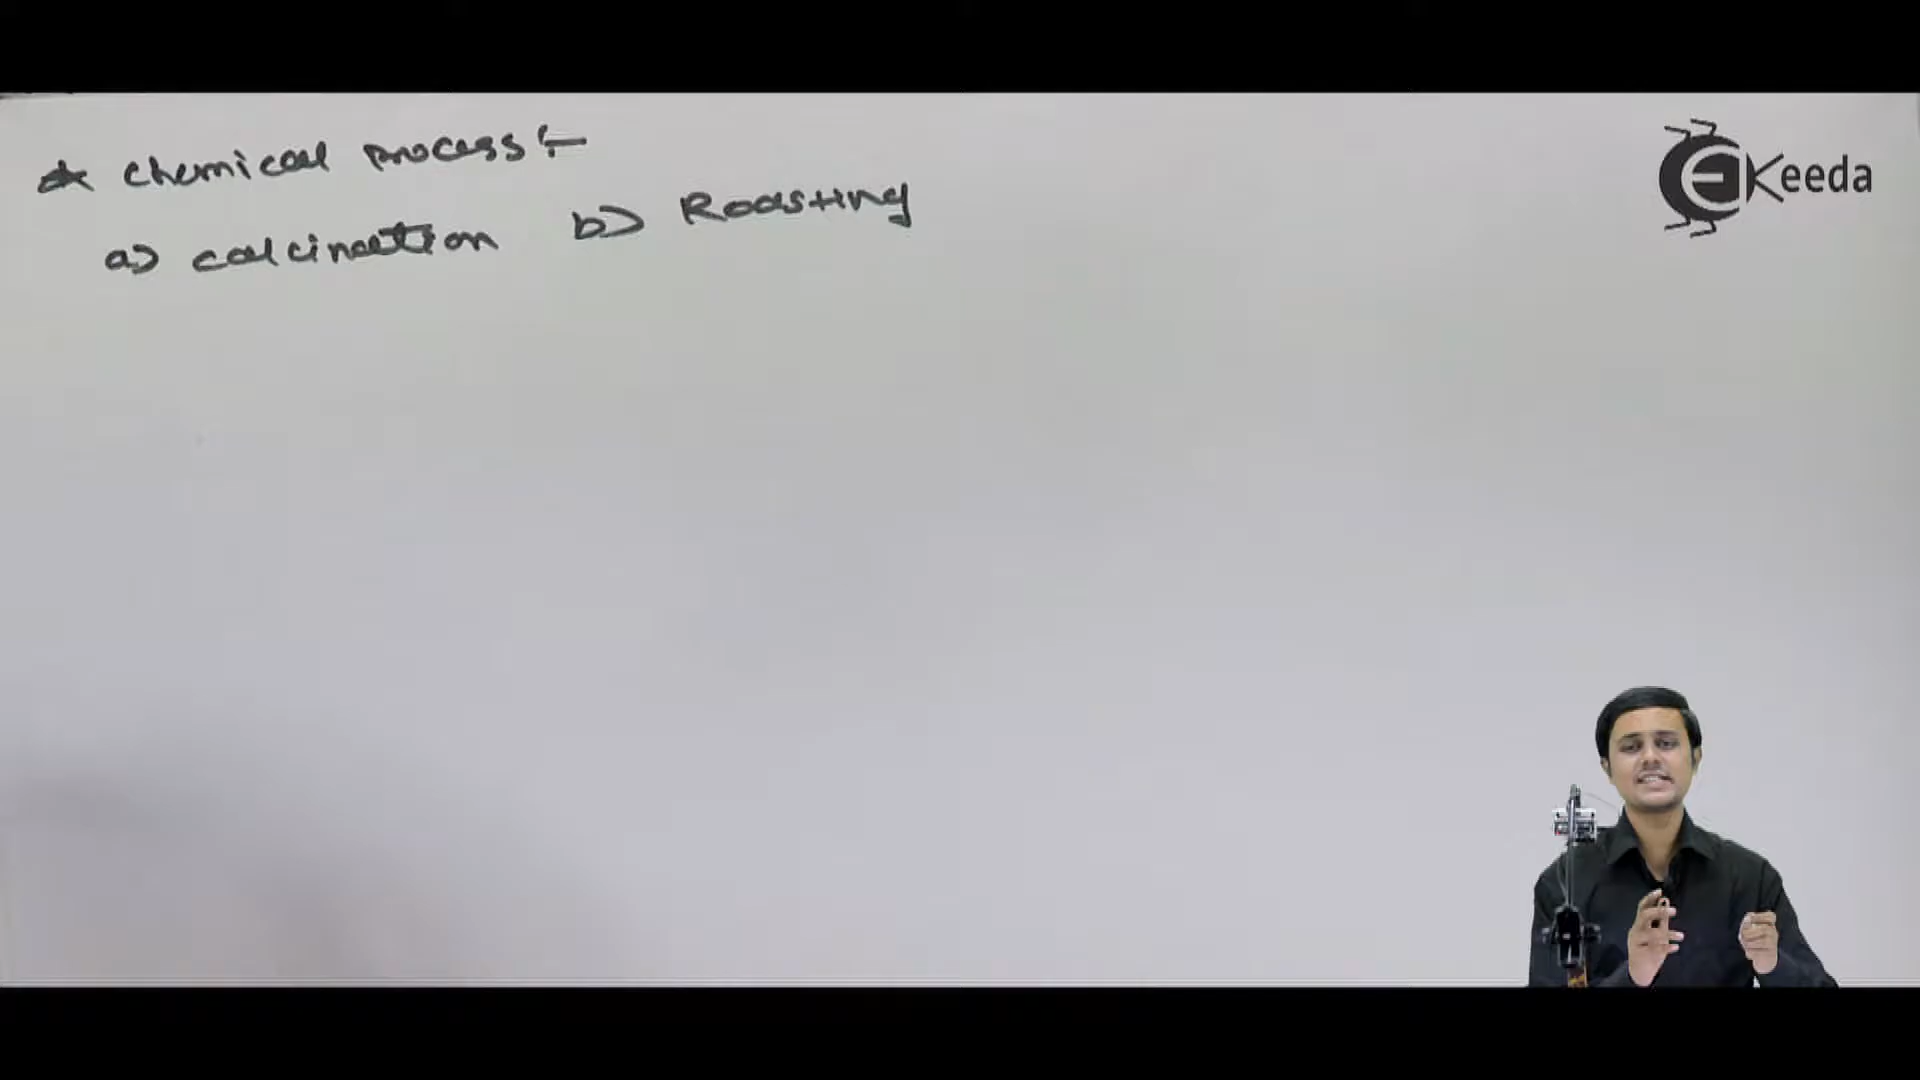 * chemical process :-
a) calcination b) Roasting
EKeeda